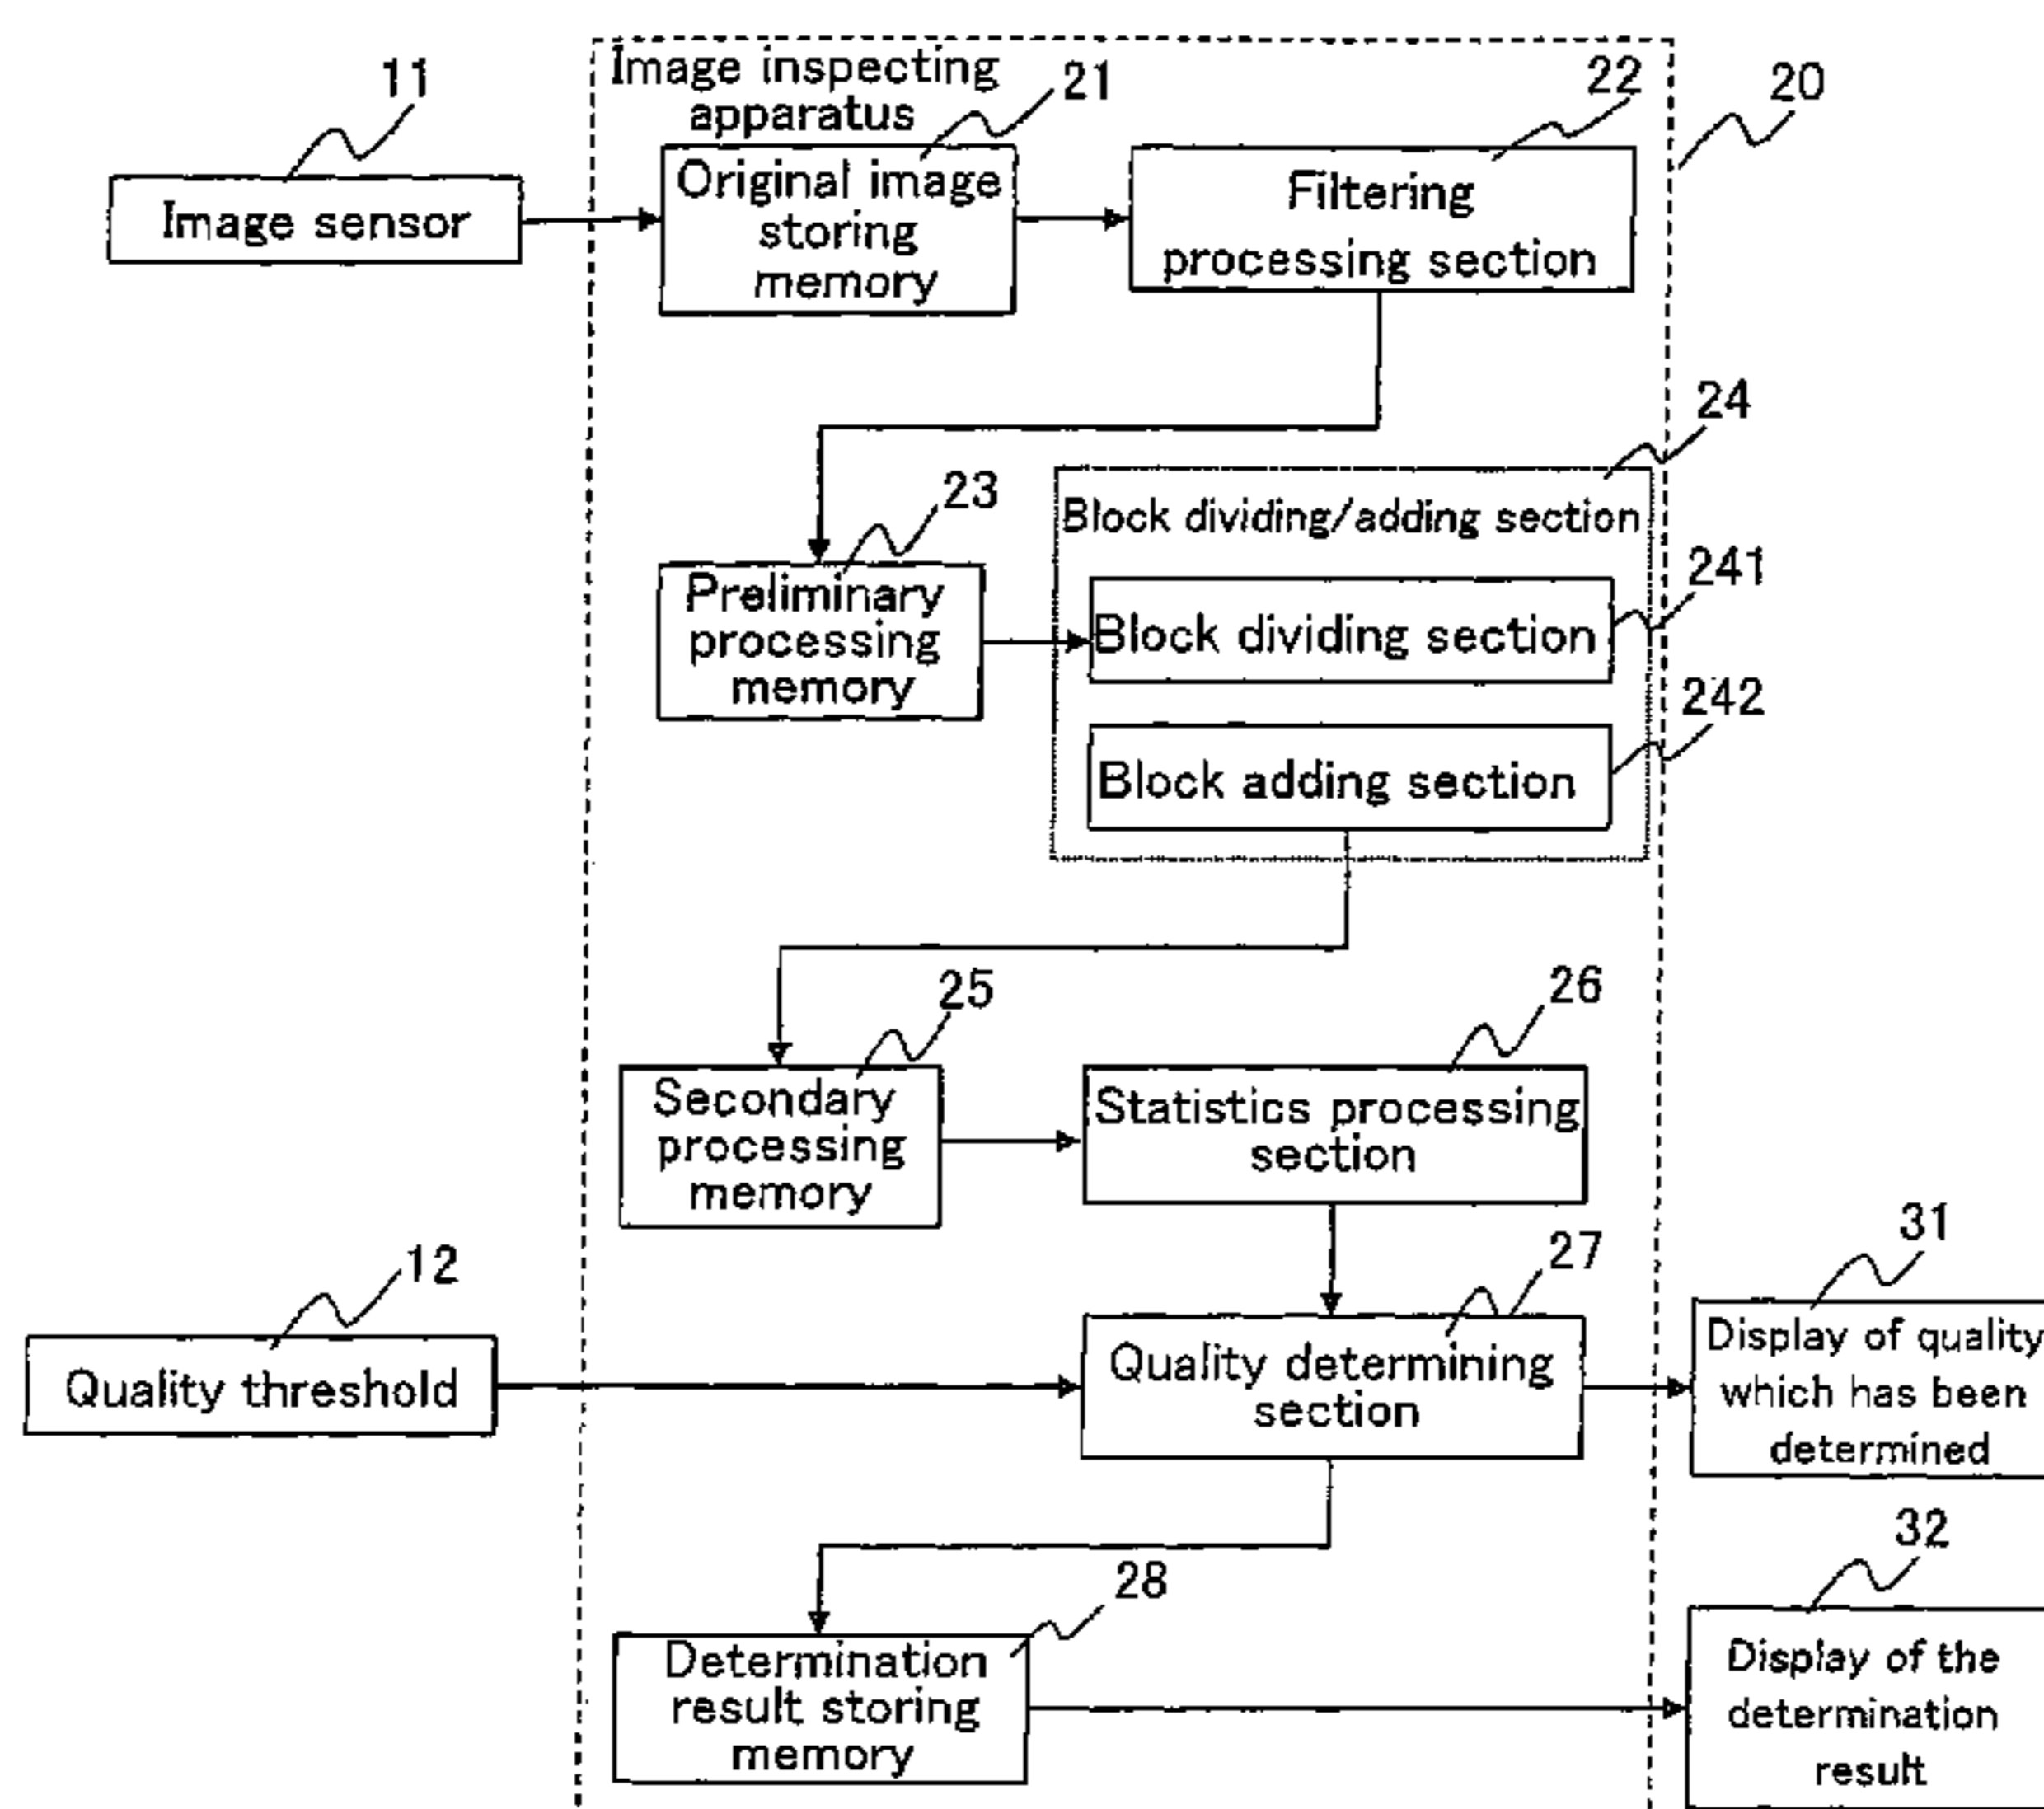 Image inspecting
apparatus
11
21
22
20
Image sensor
Original image
storing
memory
Filtering
processing section
24
23
Block dividing/adding section
241
Preliminary
processing
memory
Block dividing section
242
Block adding section
25
26
Secondary
processing
memory
Statistics processing
section
12
27
31
Quality threshold
Quality determining
section
Display of quality
which has been
determined
28
32
Determination
result storing
memory
Display of the
determination
result